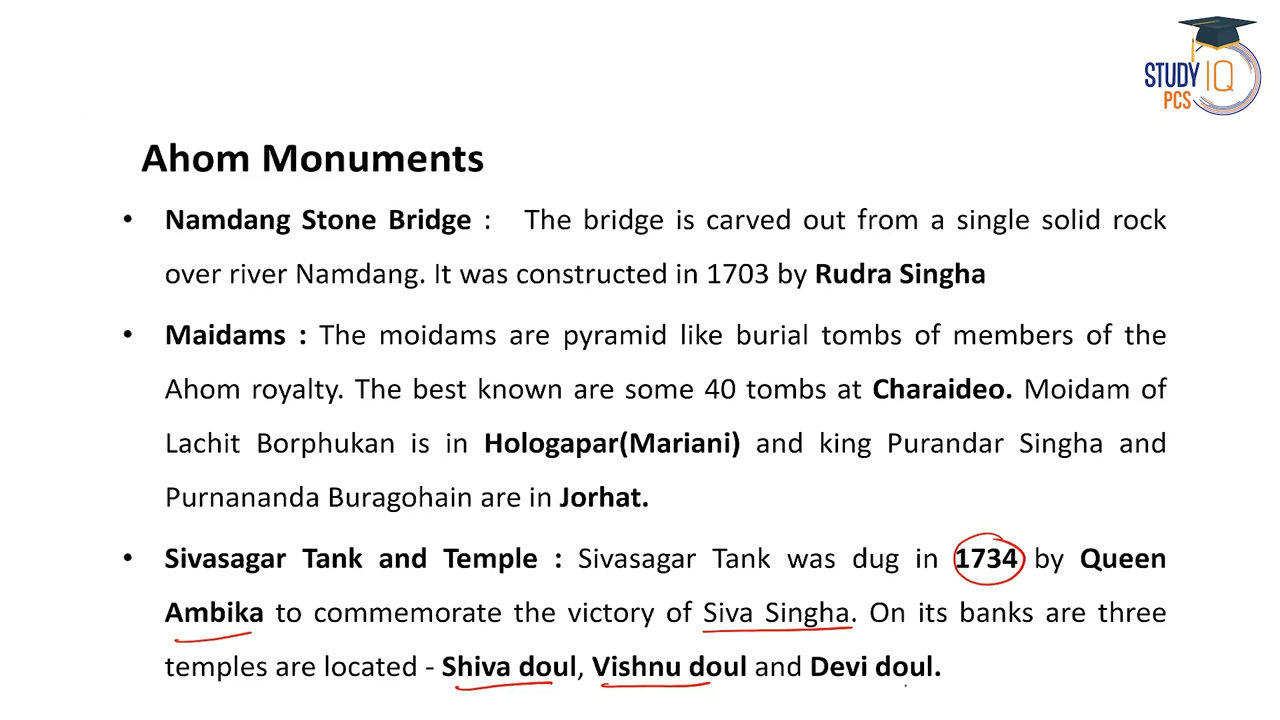 STUDY IQ
PCS
Ahom Monuments
• Namdang Stone Bridge : The bridge is carved out from a single solid rock
over river Namdang. It was constructed in 1703 by Rudra Singha
• Maidams : The moidams are pyramid like burial tombs of members of the
Ahom royalty. The best known are some 40 tombs at Charaideo. Moidam of
Lachit Borphukan is in Hologapar(Mariani) and king Purandar Singha and
Purnananda Buragohain are in Jorhat.
• Sivasagar Tank and Temple : Sivasagar Tank was dug in 1734 by Queen
Ambika to commemorate the victory of Siva Singha. On its banks are three
temples are located - Shiva doul, Vishnu doul and Devi doul.